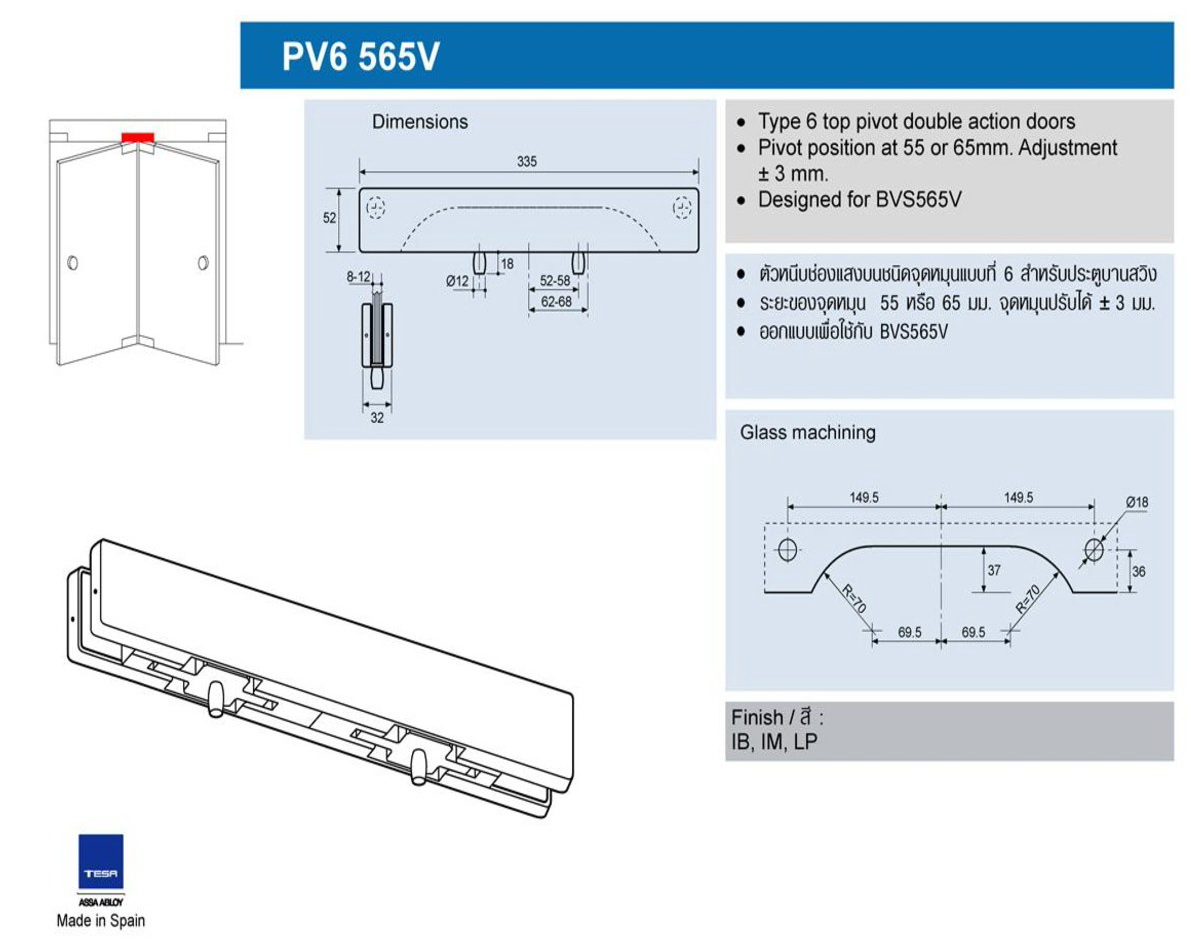 PV6 565V
Dimensions
335
52
18
8-12
Ø12
52-58
62-68
32
• Type 6 top pivot double action doors
• Pivot position at 55 or 65mm. Adjustment
± 3 mm.
• Designed for BVS565V
• ตัวหนีบช่องแสงบนชนิดจุดหมุนแบบที่ 6 สำหรับประตูบานสวิง
• ระยะของจุดหมุน 55 หรือ 65 มม. จุดหมุนปรับได้ ± 3 มม.
• ออกแบบเพื่อใช้กับ BVS565V
Glass machining
149.5
149.5
Ø18
37
36
R=70
R=70
69.5
69.5
Finish / สี :
IB, IM, LP
TESA
ASSA ABLOY
Made in Spain